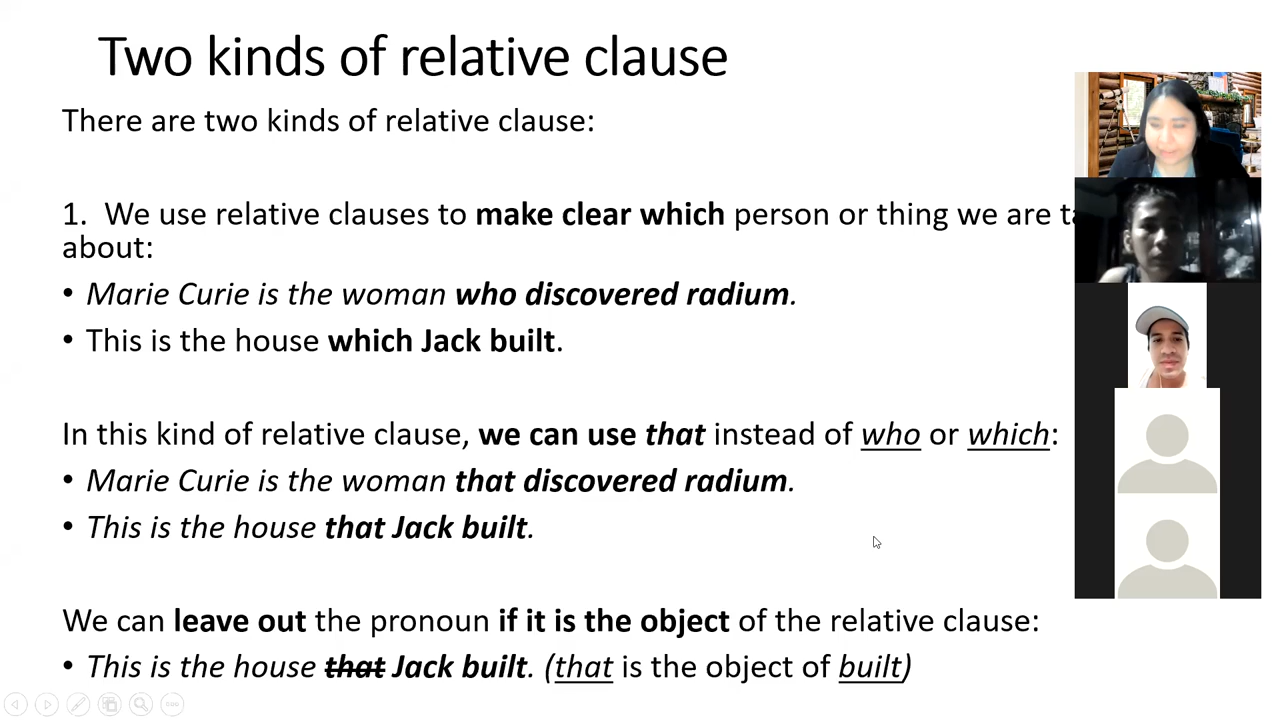 Two kinds of relative clause
There are two kinds of relative clause:
1. We use relative clauses to make clear which person or thing we are
about:
• Marie Curie is the woman who discovered radium.
• This is the house which Jack built.
In this kind of relative clause, we can use that instead of who or which:
• Marie Curie is the woman that discovered radium.
• This is the house that Jack built.
We can leave out the pronoun if it is the object of the relative clause:
• This is the house that Jack built. (that is the object of built)